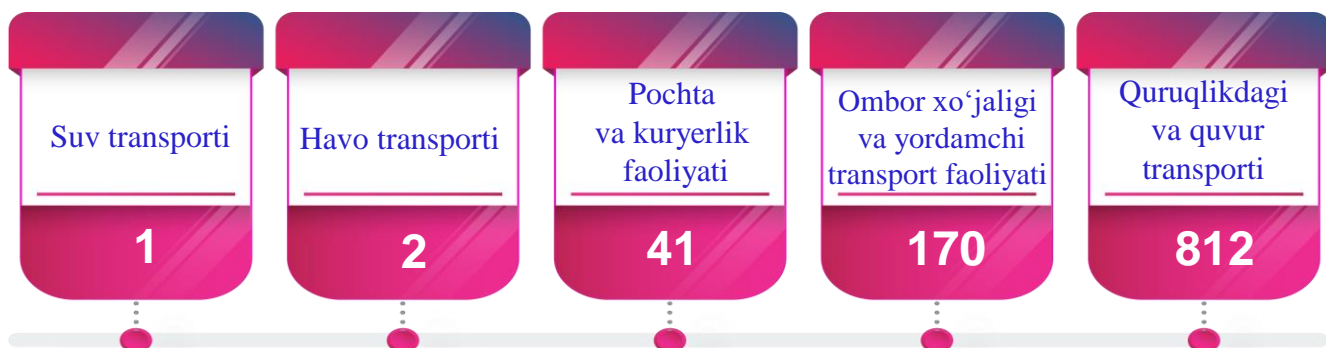 Suv transporti
1
Havo transporti
2
Pochta
va kuryerlik
faoliyati
41
Ombor xo‘jaligi
va yordamchi
transport faoliyati
170
Quruqlikdagi
va quvur
transporti
812